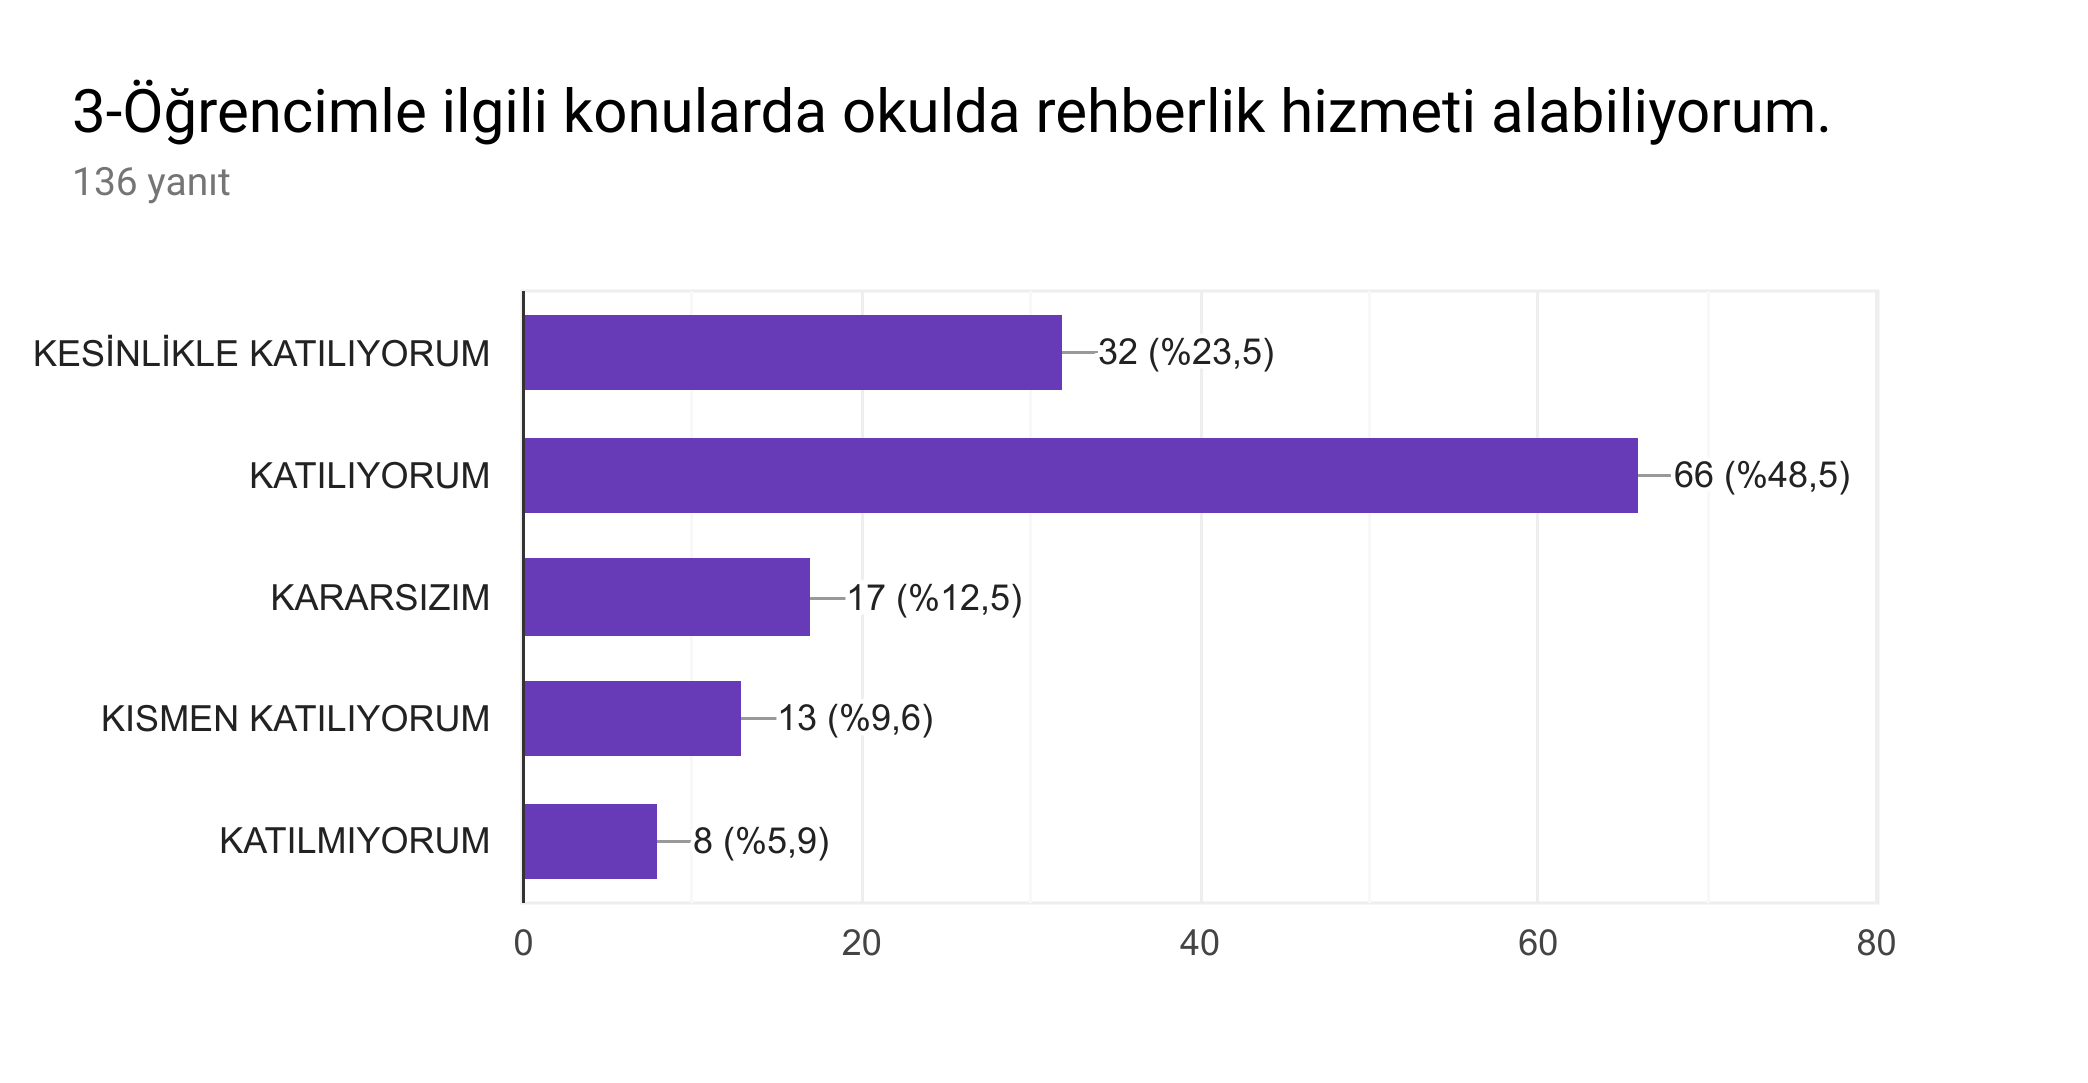 3-Öğrencimle ilgili konularda okulda rehberlik hizmeti alabiliyorum.
136 yanıt
KESİNLİKLE KATILIYORUM
32 (%23,5)
KATILIYORUM
66 (%48,5)
KARARSIZIM
17 (%12,5)
KISMEN KATILIYORUM
13 (%9,6)
KATILMIYORUM
8 (%5,9)
0 20 40 60 80